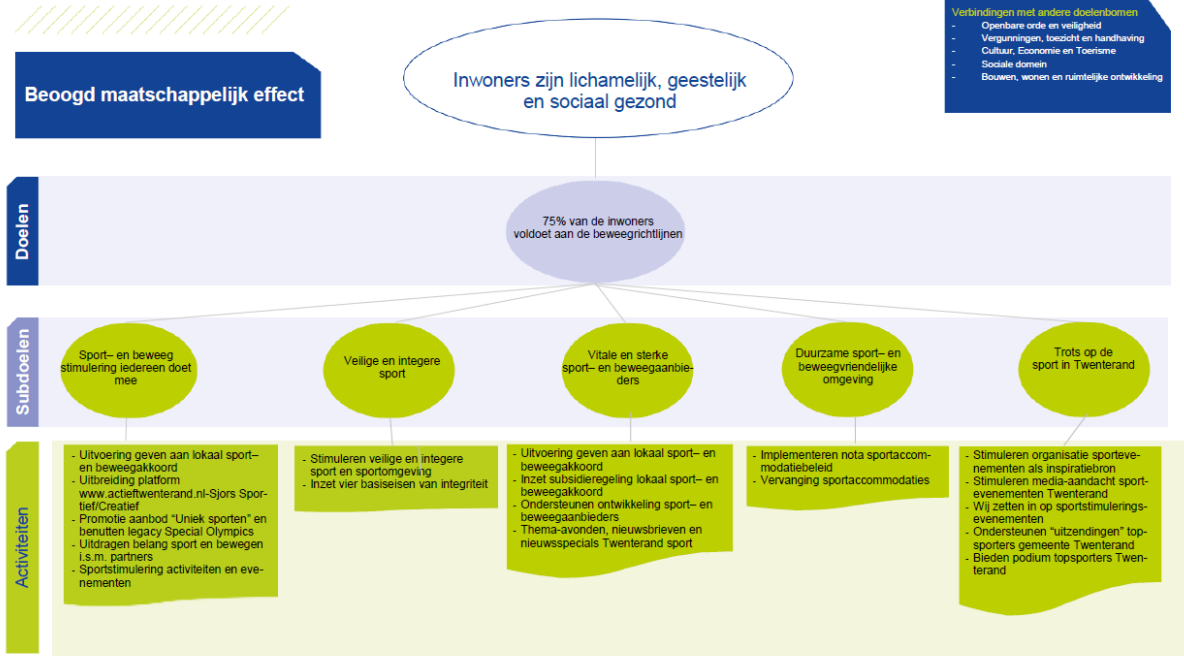 Beoogd maatschappelijk effect
Inwoners zijn lichamelijk, geestelijk
en sociaal gezond
Verbindingen met andere doelenbomen
- Openbare orde en veiligheid
- Vergunningen, toezicht en handhaving
- Cultuur, Economie en Toerisme
- Sociale domein
- Bouwen, wonen en ruimtelijke ontwikkeling
Doelen
75% van de inwoners
voldoet aan de beweegrichtlijnen
Subdoelen
Sport– en beweeg
stimulering iedereen doet
mee
Veilige en integere
sport
Vitale en sterke
sport– en beweegaanbie-
ders
Duurzame sport– en
beweegvriendelijke
omgeving
Trots op de
sport in Twenterand
Activiteiten
- Uitvoering geven aan lokaal sport–
en beweegakkoord
- Uitbreiding platform
www.actieftwenterand.nl-Sjors Spor-
tief/Creatief
- Promotie aanbod “Uniek sporten” en
benutten legacy Special Olympics
- Uitdragen belang sport en bewegen
i.s.m. partners
- Sportstimulering activiteiten en eve-
nementen
- Stimuleren veilige en integere
sport en sportomgeving
- Inzet vier basiseisen van integriteit
- Uitvoering geven aan lokaal sport– en
beweegakkoord
- Inzet subsidieregeling lokaal sport– en
beweegakkoord
- Ondersteunen ontwikkeling sport– en
beweegaanbieders
- Thema-avonden, nieuwsbrieven en
nieuwsspecials Twenterand sport
- Implementeren nota sportaccom-
modatiebeleid
- Vervanging sportaccommodaties
- Stimuleren organisatie sporteve-
nementen als inspiratiebron
- Stimuleren media-aandacht sport-
evenementen Twenterand
- Wij zetten in op sportstimulerings-
evenementen
- Ondersteunen “uitzendingen” top-
sporters gemeente Twenterand
- Bieden podium topsporters Twen-
terand